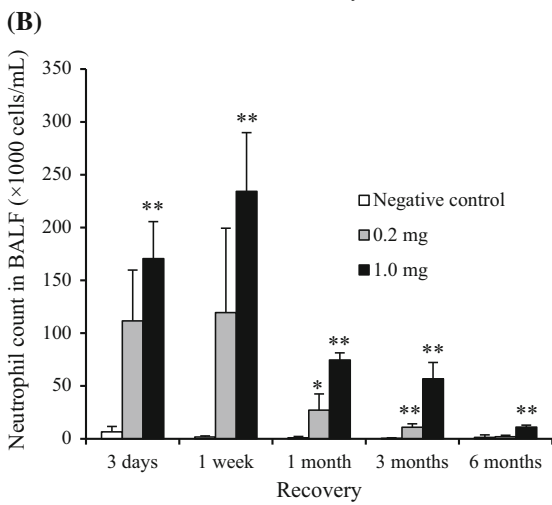 (B)
Neutrophil count in BALF (×1000 cells/mL)
350
300
250
200
150
100
50
0
**
**
*
**
**
**
**
Negative control
0.2 mg
1.0 mg
3 days
1 week
1 month
3 months
6 months
Recovery